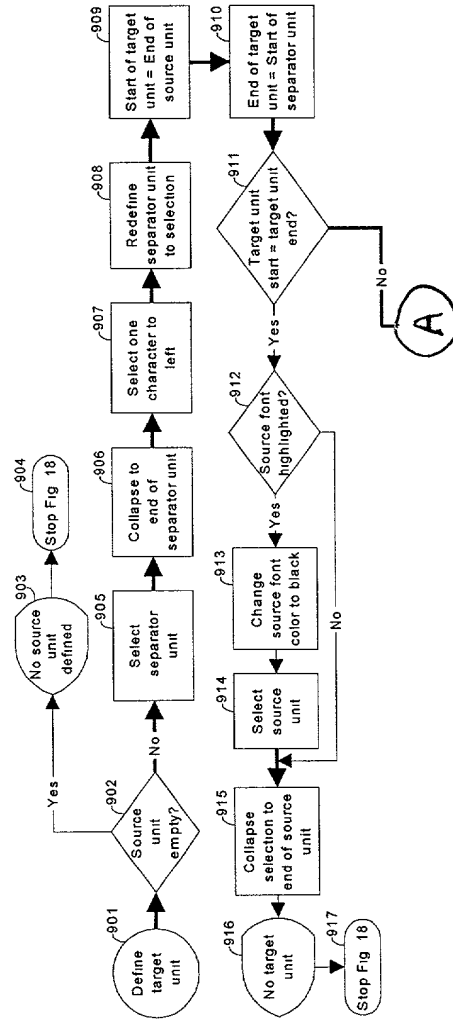 901
Define
target
unit
902
Source
unit
empty?
Yes
No
903
No source
unit
defined
904
Stop Fig 18
905
Select
separator
unit
906
Collapse to
end of
separator unit
907
Select one
character to
left
908
Redefine
separator unit
to selection
909
Start of target
unit = End of
source unit
910
End of target
unit = Start of
separator unit
911
Target unit
start = target unit
end?
Yes
No
A
912
Source font
highlighted?
Yes
No
913
Change
source font
color to black
914
Select
source
unit
915
Collapse
selection to
end of source
unit
916
No target
unit
917
Stop Fig 18